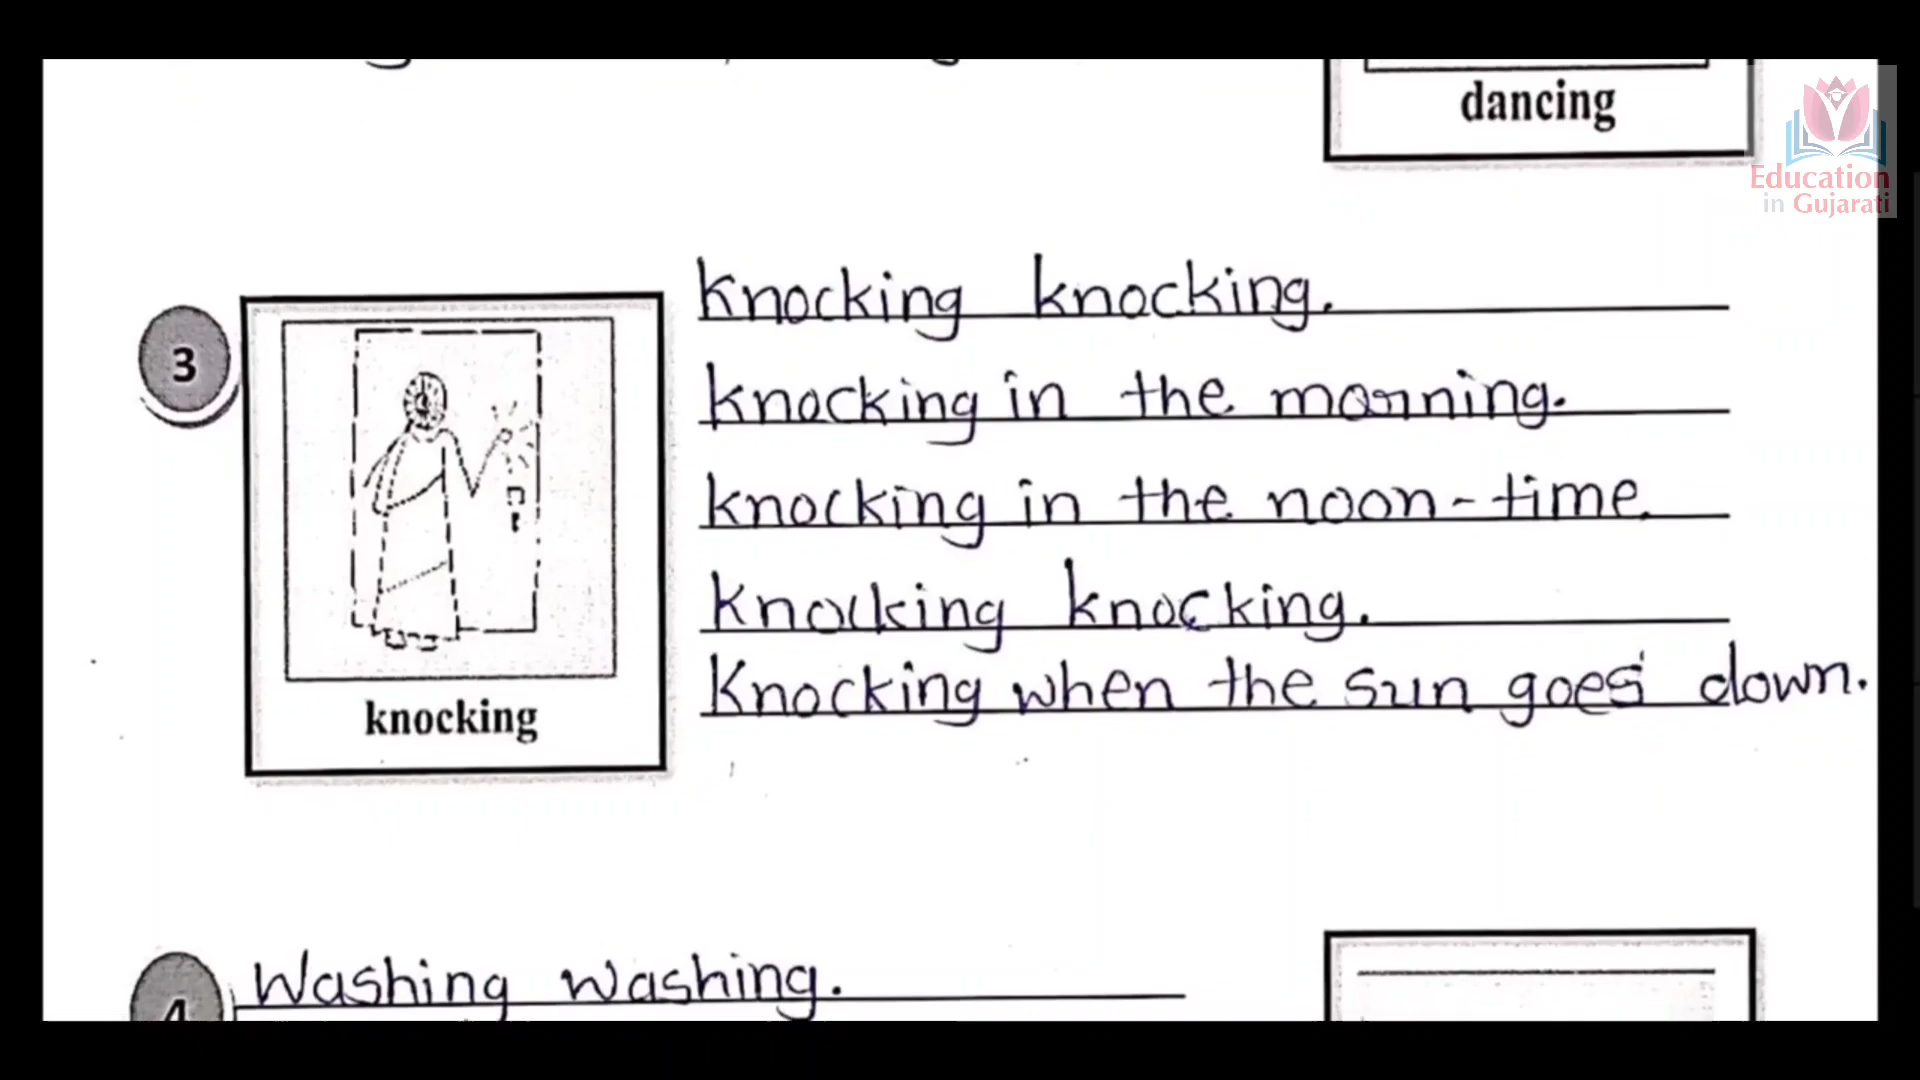 dancing
Education
in Gujarati
3
knocking knocking.
knocking in the morning.
knocking in the noon-time.
knocking knocking.
Knocking when the sun goes down.
knocking
4
Washing washing.